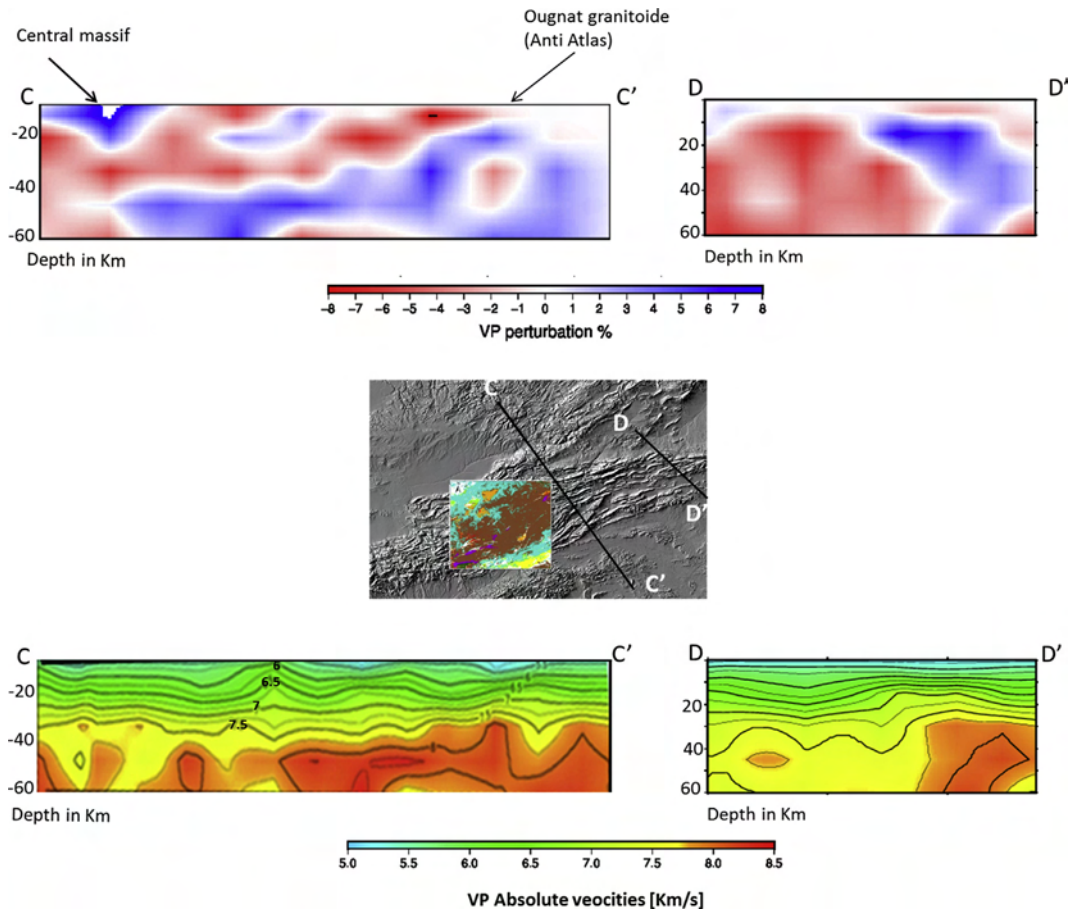 Central massif
Ougnat granitoide
(Anti Atlas)
C C'
D D'
-20
-40
-60
Depth in Km
20
40
60
Depth in Km
-8 -7 -6 -5 -4 -3 -2 -1 0 1 2 3 4 5 6 7 8
VP perturbation %
C
D
D'
C'
C C'
D D'
6
6.5
7
7.5
8
-20
-40
-60
Depth in Km
20
40
60
Depth in Km
5.0 5.5 6.0 6.5 7.0 7.5 8.0 8.5
VP Absolute veocities [Km/s]